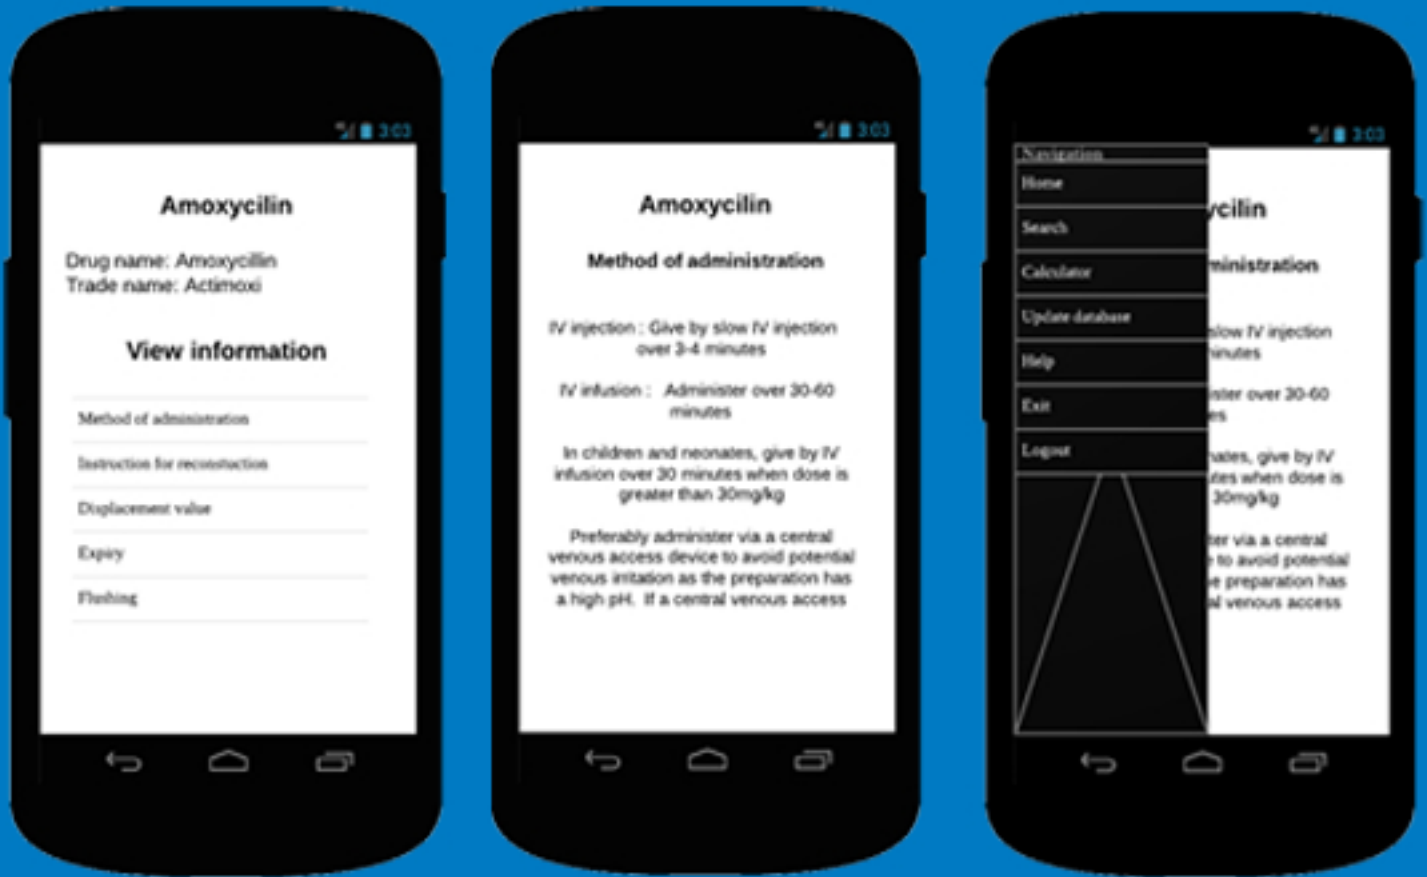 3:03
Amoxycilin
Drug name: Amoxycillin
Trade name: Actimoxi
View information
Method of administration
Instruction for reconstuction
Displacement value
Expiry
Flushing
3:03
Amoxycilin
Method of administration
IV injection : Give by slow IV injection
over 3-4 minutes
IV infusion : Administer over 30-60
minutes
In children and neonates, give by IV
infusion over 30 minutes when dose is
greater than 30mg/kg
Preferably administer via a central
venous access device to avoid potential
venous irritation as the preparation has
a high pH. If a central venous access
3:03
Navigation
Home
Search
Calculator
Update database
Help
Exit
Logout
ycilin
ministration
slow IV injection
inutes
ister over 30-60
es
nates, give by IV
utes when dose is
30mg/kg
ter via a central
to avoid potential
e preparation has
al venous access